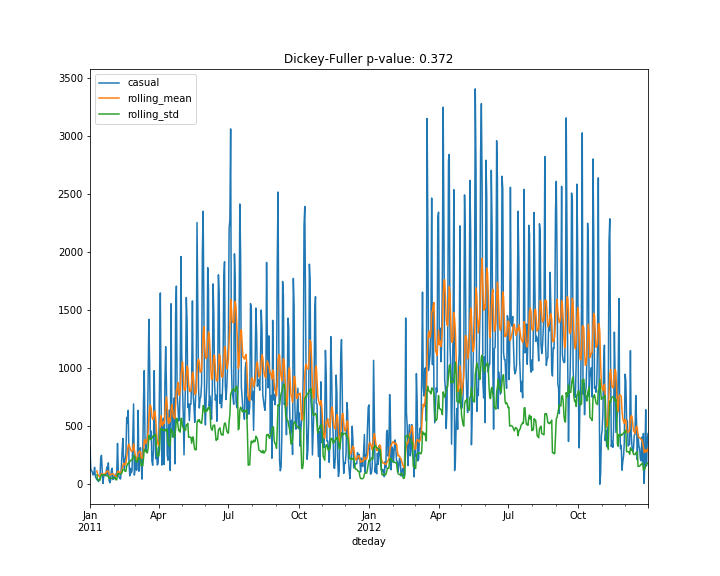 Dickey-Fuller p-value: 0.372
casual
rolling_mean
rolling_std
3500
3000
2500
2000
1500
1000
500
0
Jan Apr Jul Oct Jan Apr Jul Oct
2011 2012
dteday